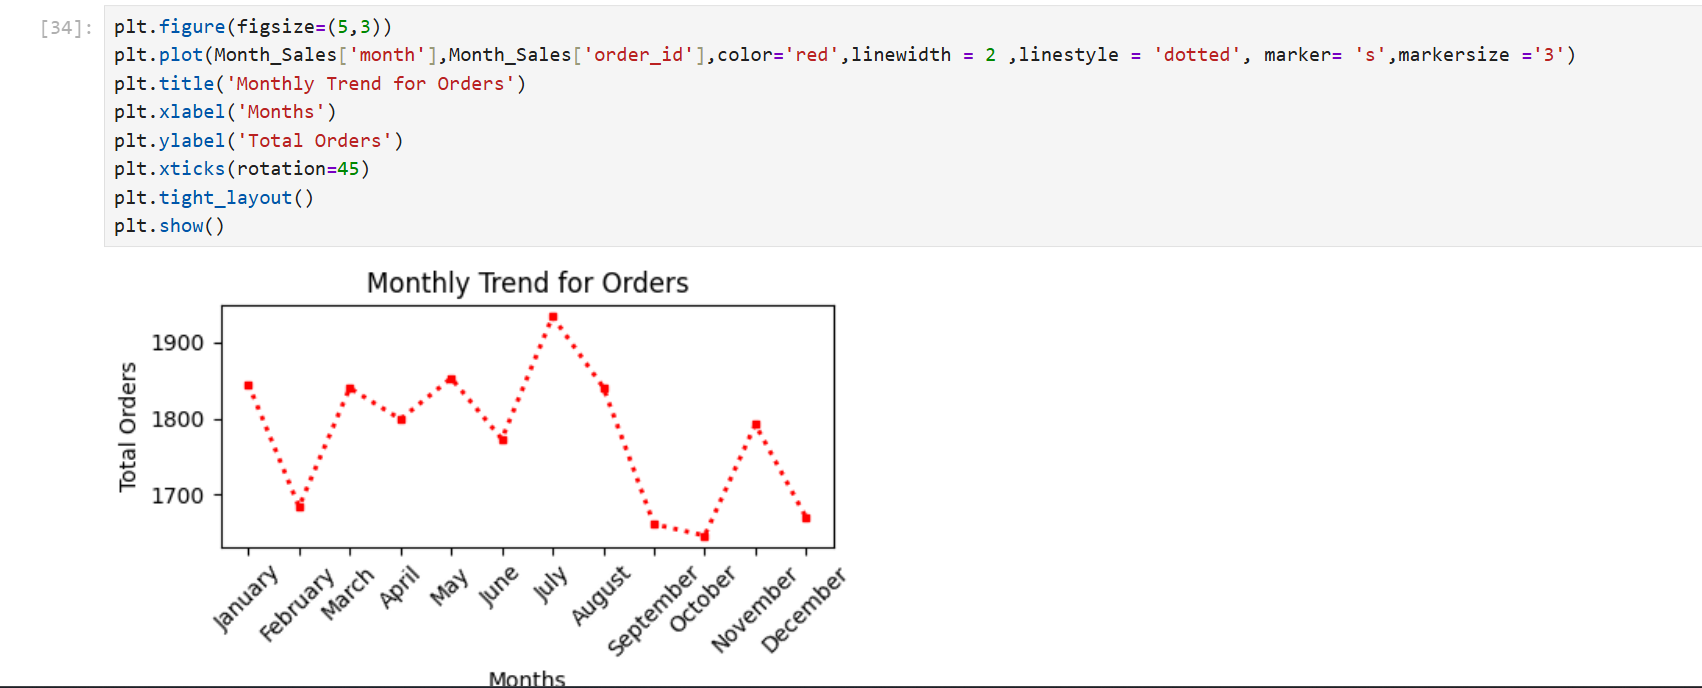 [34]:
plt.figure(figsize=(5,3))
plt.plot(Month_Sales['month'],Month_Sales['order_id'],color='red',linewidth = 2 ,linestyle = 'dotted', marker= 's',markersize ='3')
plt.title('Monthly Trend for Orders')
plt.xlabel('Months')
plt.ylabel('Total Orders')
plt.xticks(rotation=45)
plt.tight_layout()
plt.show()
Monthly Trend for Orders
Total Orders
1900
1800
1700
January
February
March
April
May
June
July
August
September
October
November
December
Months